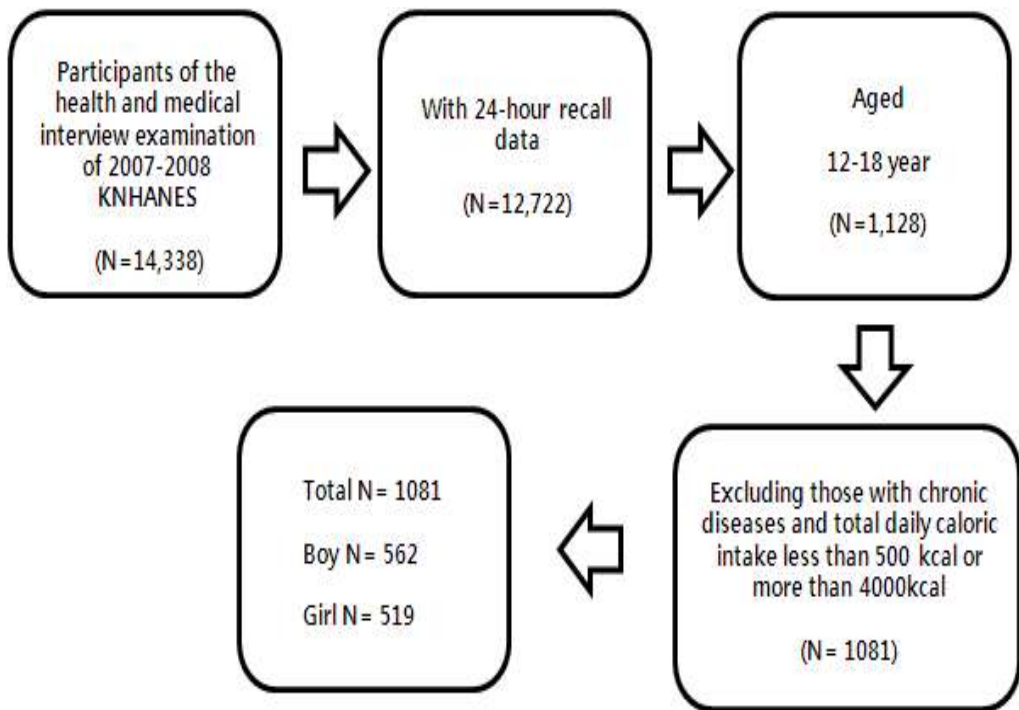 Participants of the
health and medical
interview examination
of 2007-2008
KNHANES
(N=14,338)
With 24-hour recall
data
(N=12,722)
Aged
12-18 year
(N=1,128)
Excluding those with chronic
diseases and total daily caloric
intake less than 500 kcal or
more than 4000kcal
(N= 1081)
Total N= 1081
Boy N= 562
Girl N= 519